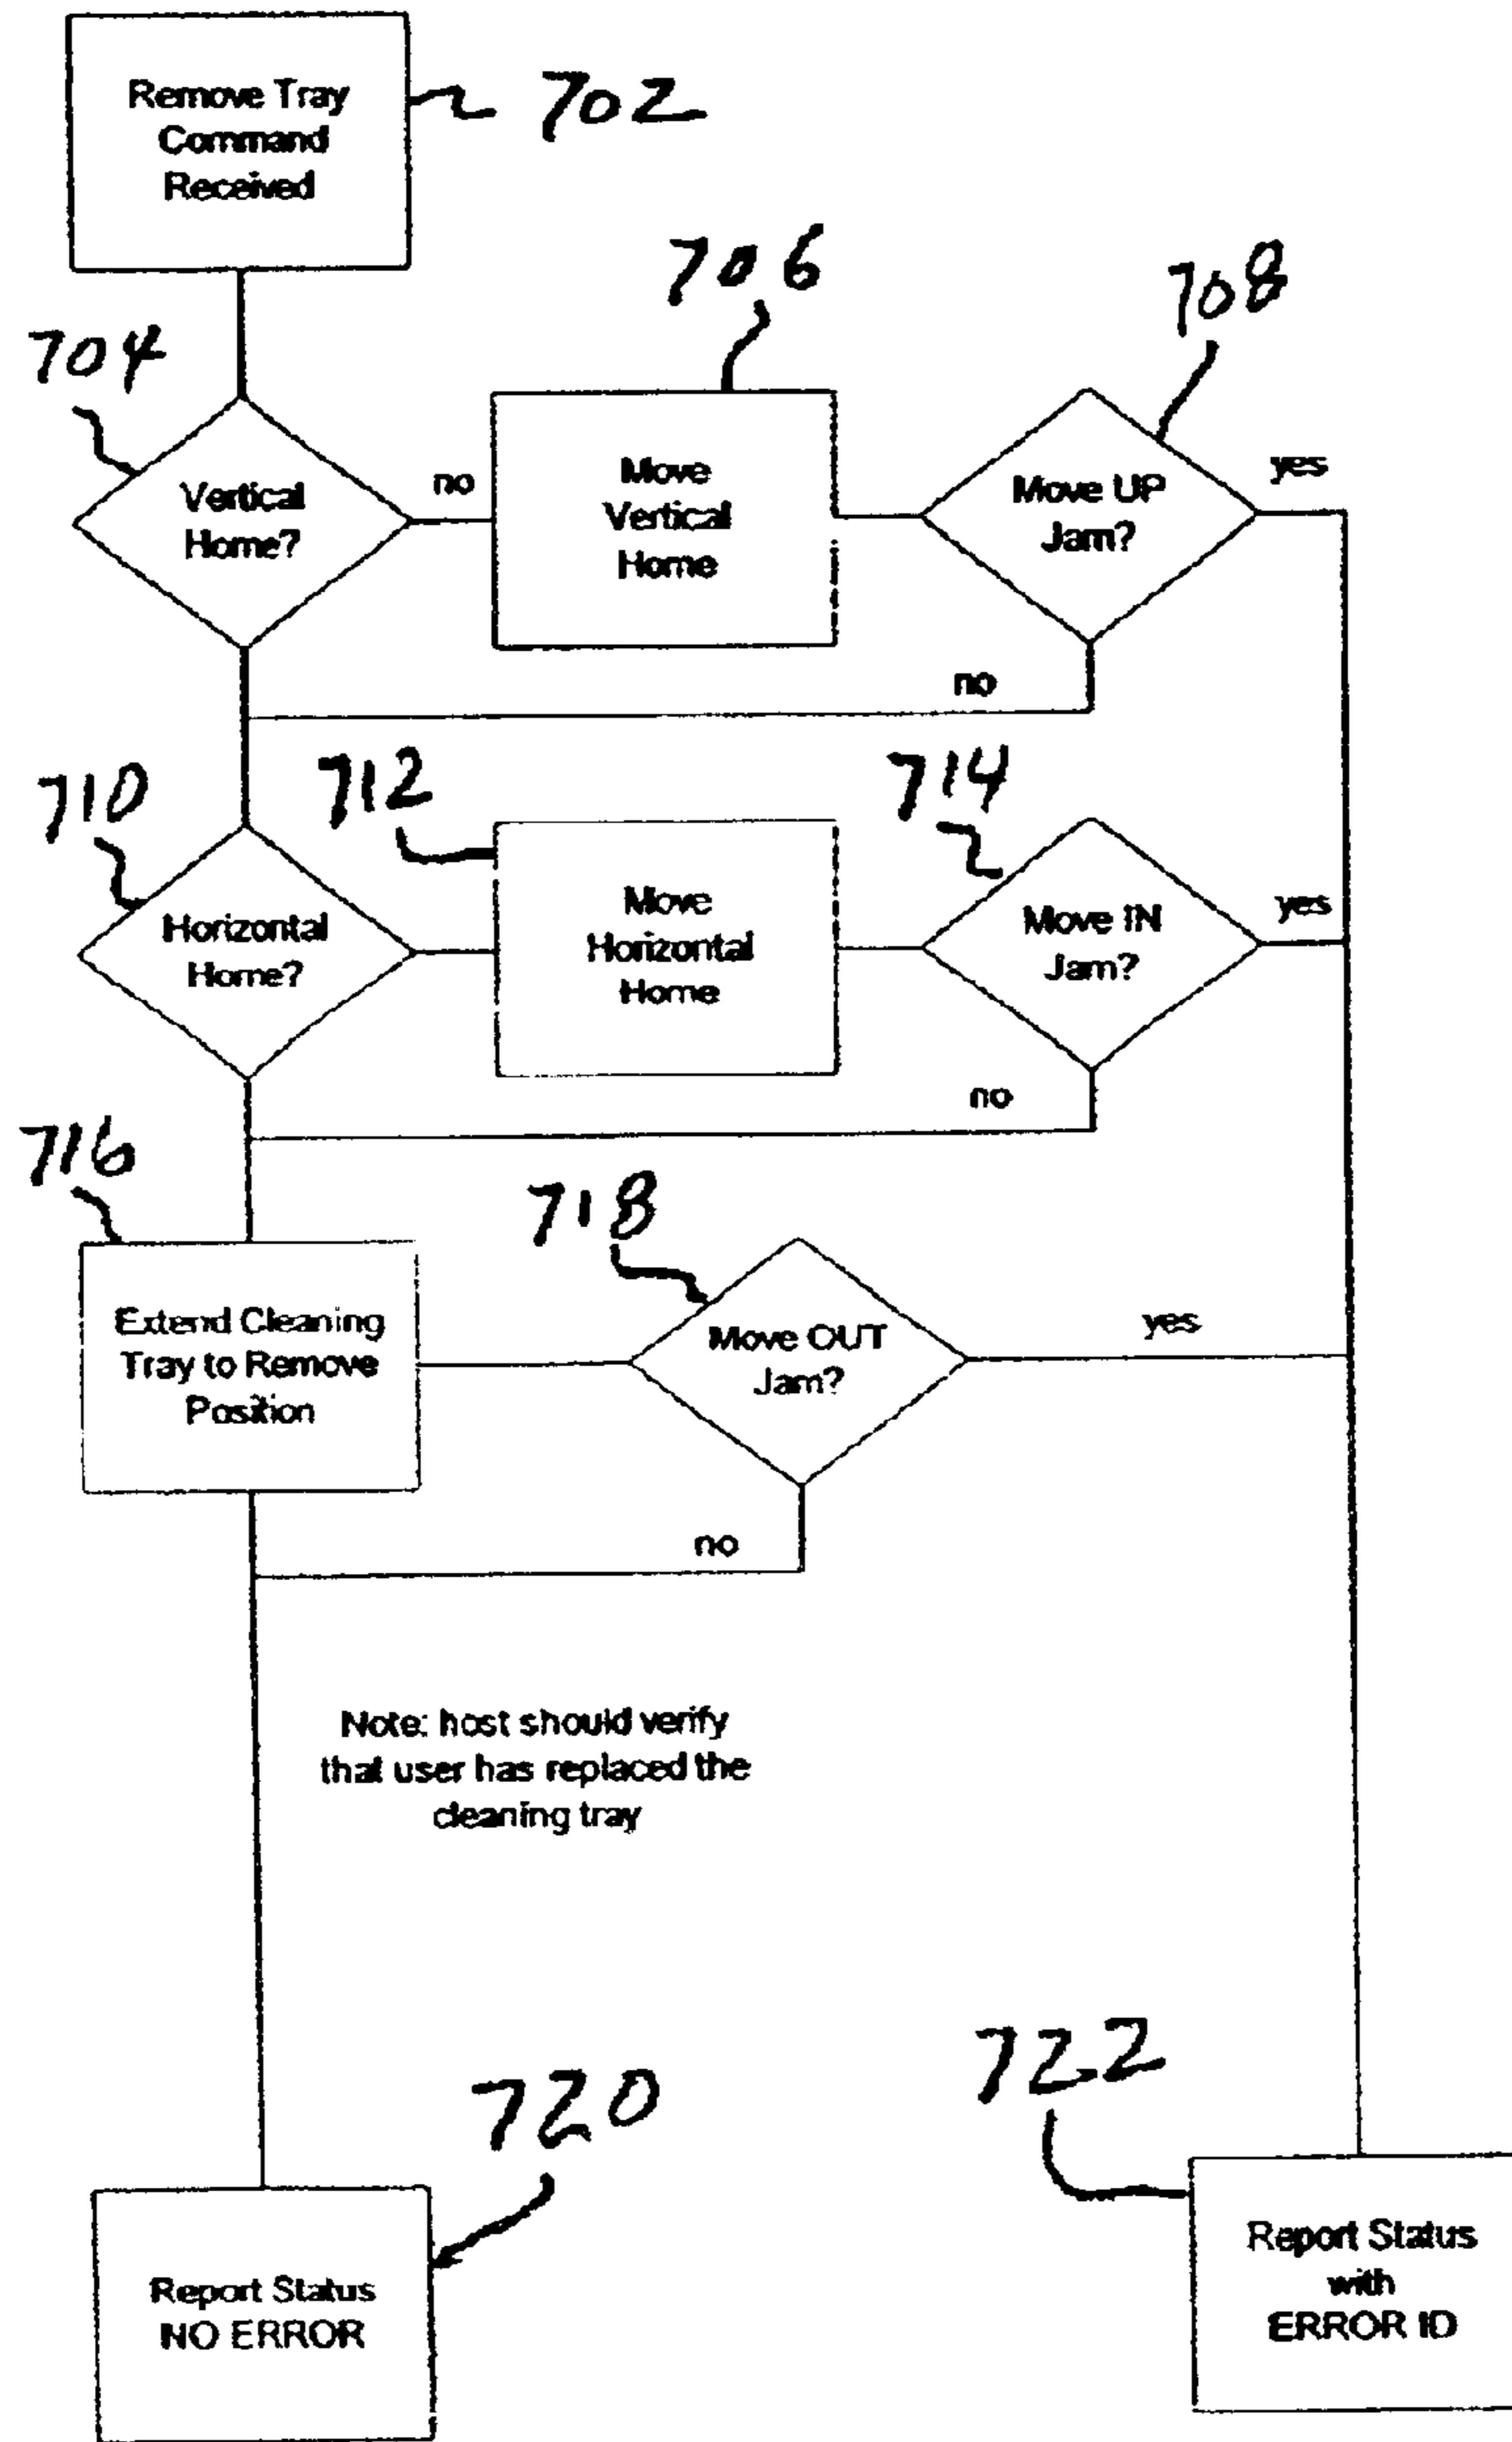 Remove Tray
Command
Received
702
706
708
704
Vertical
Home?
no
Move
Vertical
Home
Move UP
Jam?
yes
no
710
712
714
Horizontal
Home?
Move
Horizontal
Home
Move IN
Jam?
yes
no
716
718
Extend Cleaning
Tray to Remove
Position
Move OUT
Jam?
yes
no
Note: host should verify
that user has replaced the
cleaning tray
720
722
Report Status
NO ERROR
Report Status
with
ERROR ID